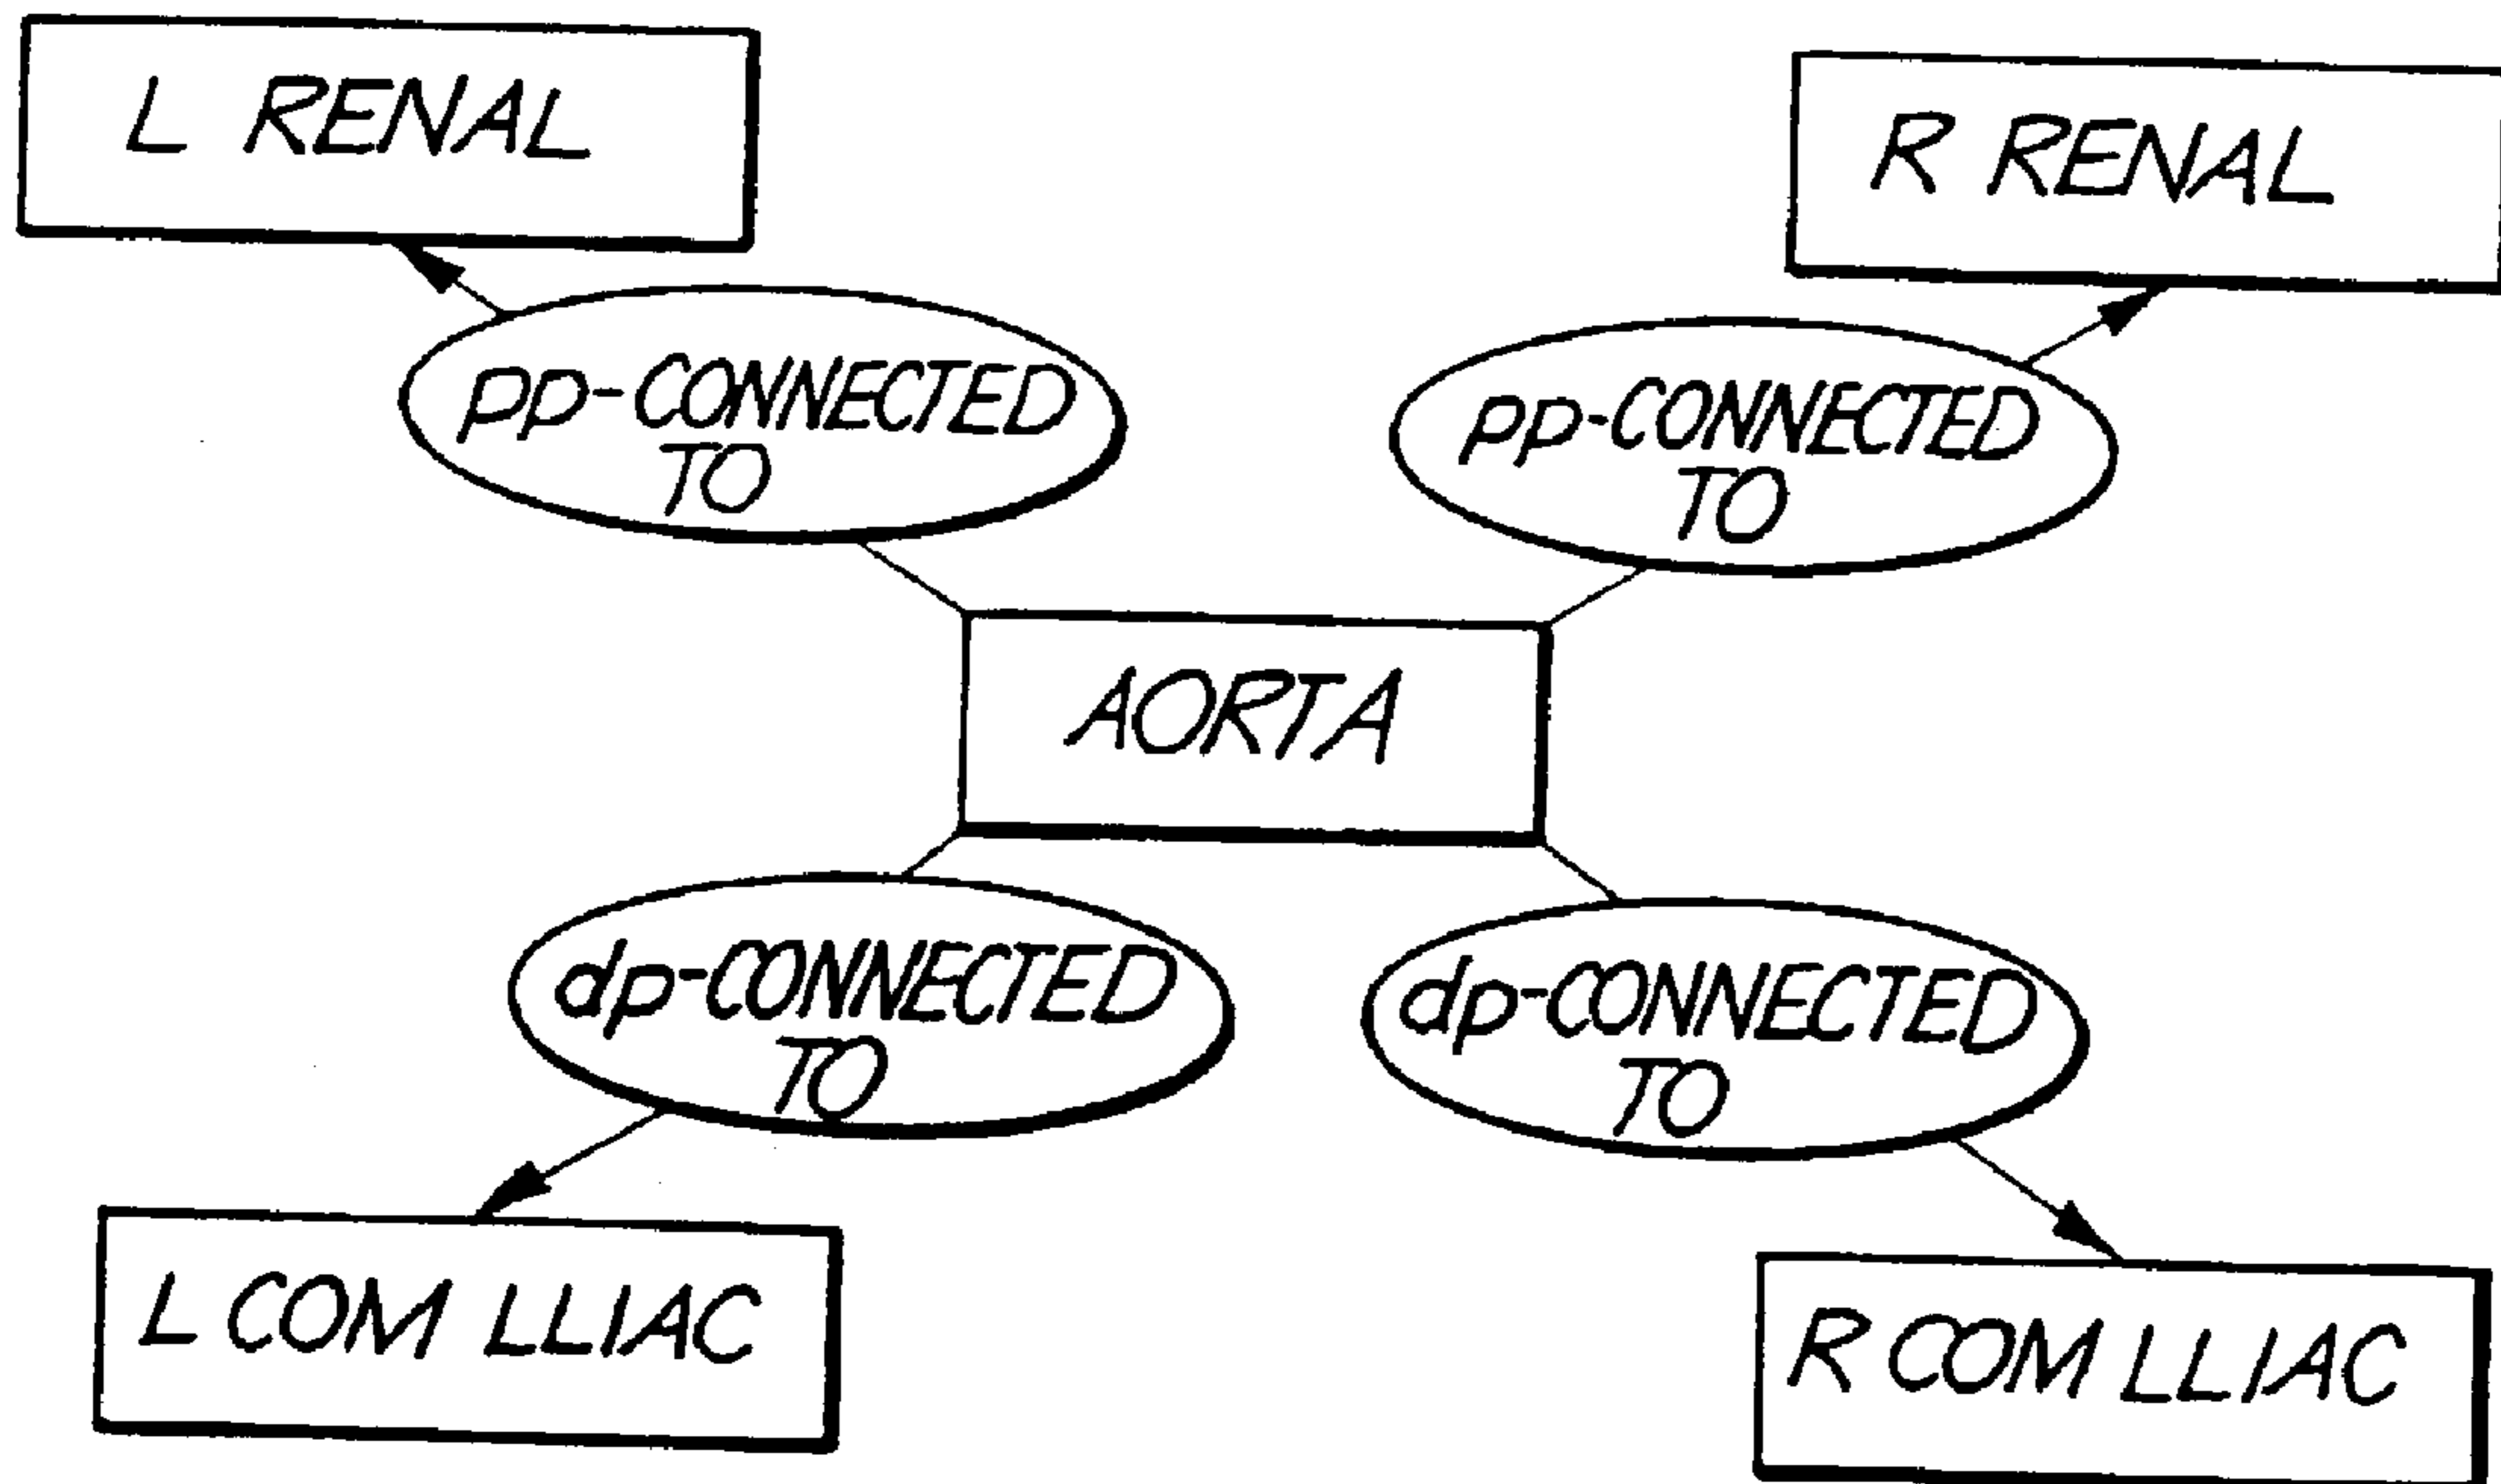 L RENAL
R RENAL
pp-CONNECTED
TO
pp-CONNECTED
TO
AORTA
dp-CONNECTED
TO
dp-CONNECTED
TO
L COM LLIAC
R COM LLIAC